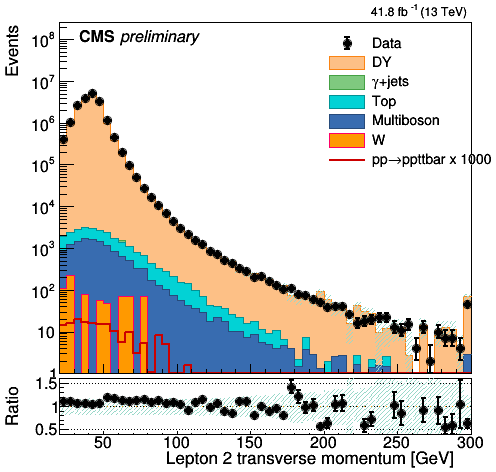 41.8 fb⁻¹ (13 TeV)
CMS preliminary
Events
10⁸
10⁷
10⁶
10⁵
10⁴
10³
10²
10
1
Data
DY
γ+jets
Top
Multiboson
W
pp→ppttbar x 1000
Ratio
1.5
1
0.5
50 100 150 200 250 300
Lepton 2 transverse momentum [GeV]